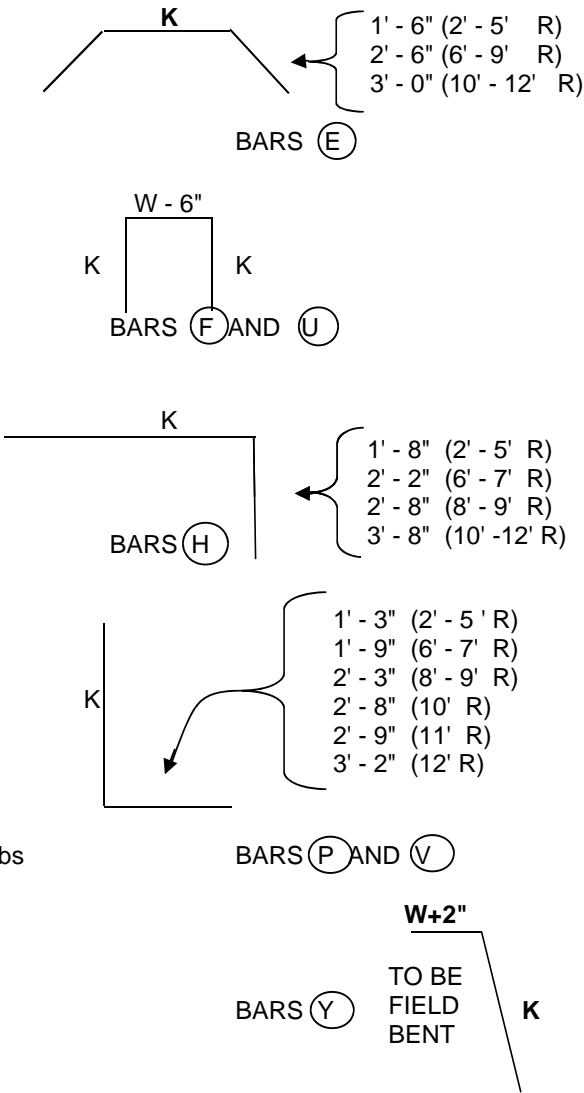 K
1' - 6" (2' - 5' R)
2' - 6" (6' - 9' R)
3' - 0" (10' - 12' R)
BARS E
W - 6"
K K
BARS F AND U
K
1' - 8" (2' - 5' R)
2' - 2" (6' - 7' R)
2' - 8" (8' - 9' R)
3' - 8" (10' -12' R)
BARS H
1' - 3" (2' - 5 ' R)
1' - 9" (6' - 7' R)
2' - 3" (8' - 9' R)
2' - 8" (10' R)
2' - 9" (11' R)
3' - 2" (12' R)
K
bs
BARS P AND V
W+2"
TO BE
FIELD
BENT
BARS Y
K